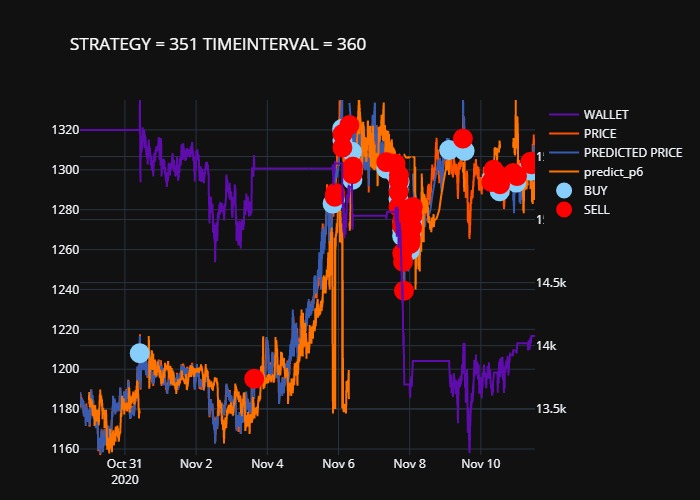 STRATEGY = 351 TIMEINTERVAL = 360
1320
1300
1280
1260
1240
1220
1200
1180
1160
Oct 31
2020
Nov 2
Nov 4
Nov 6
Nov 8
Nov 10
14.5k
14k
13.5k
WALLET
PRICE
PREDICTED PRICE
predict_p6
BUY
SELL